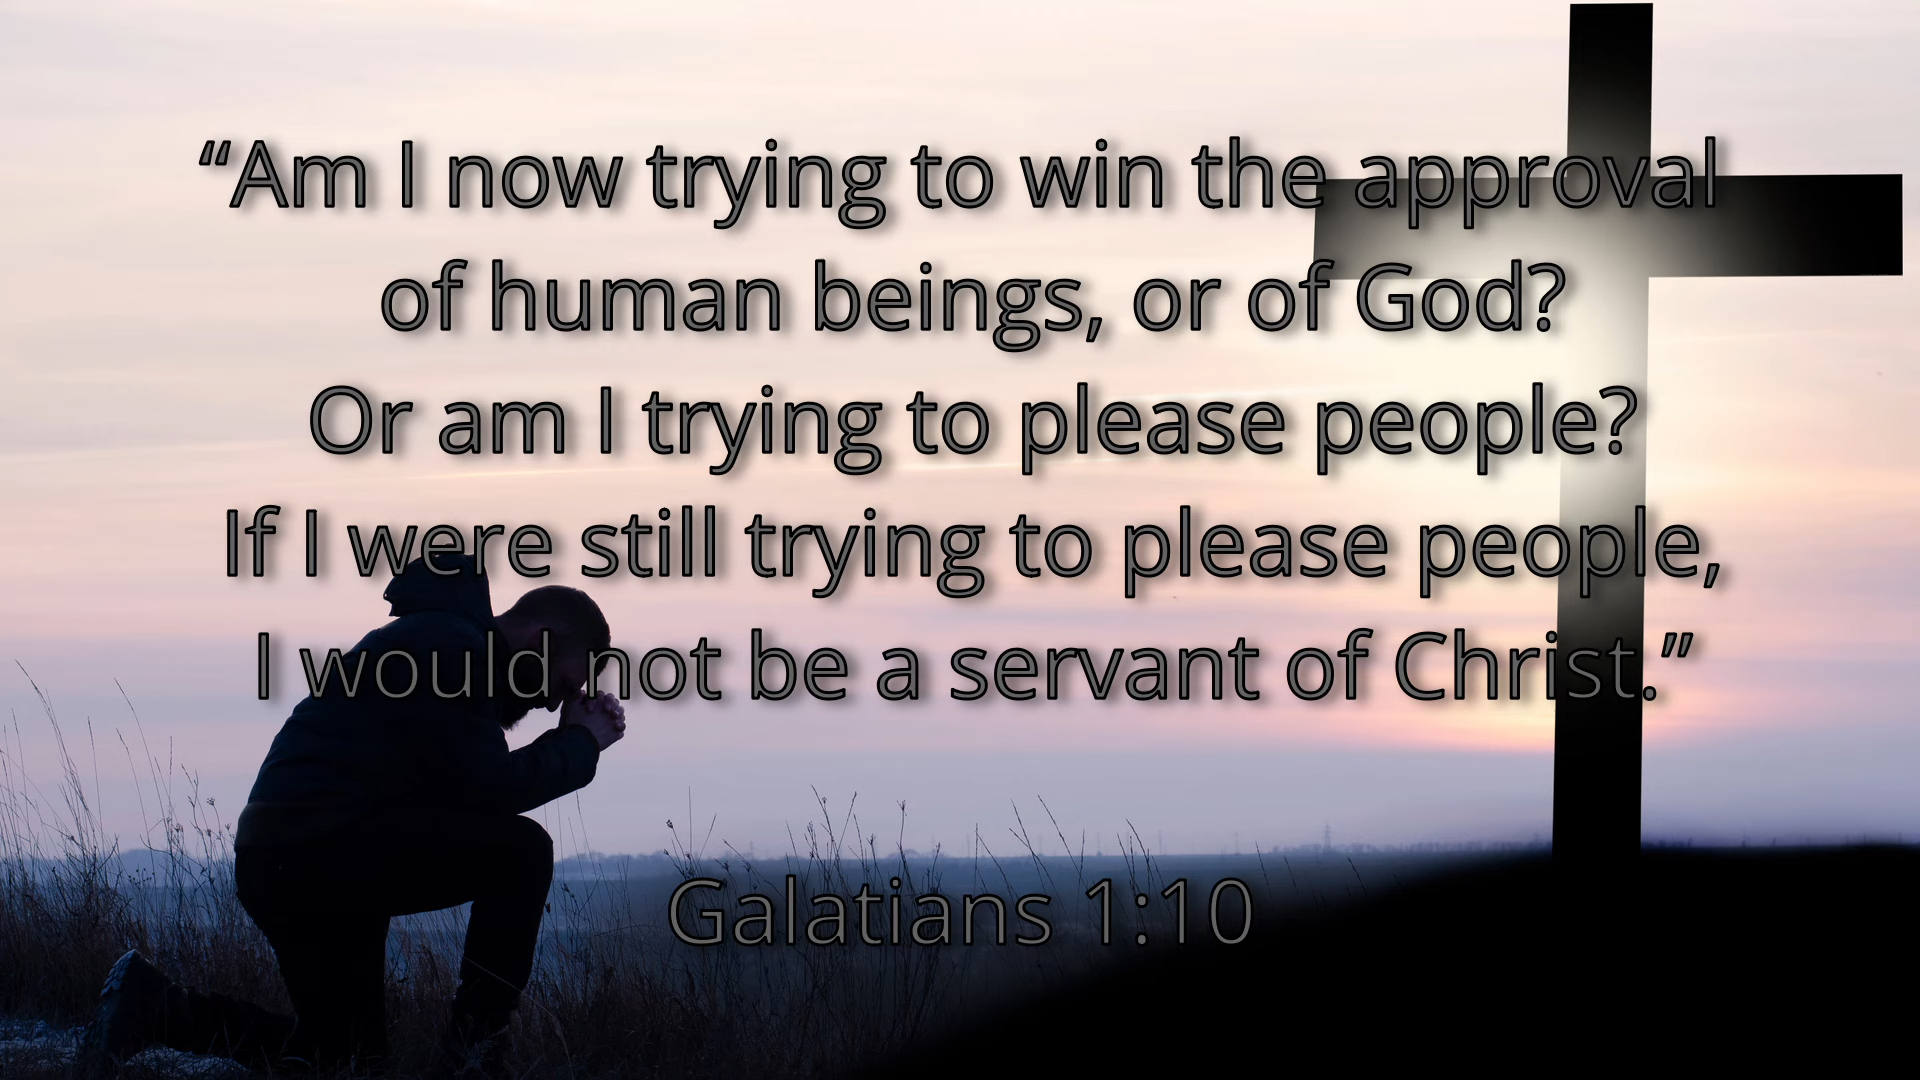 “Am I now trying to win the approval
of human beings, or of God?
Or am I trying to please people?
If I were still trying to please people,
I would not be a servant of Christ.”
Galatians 1:10